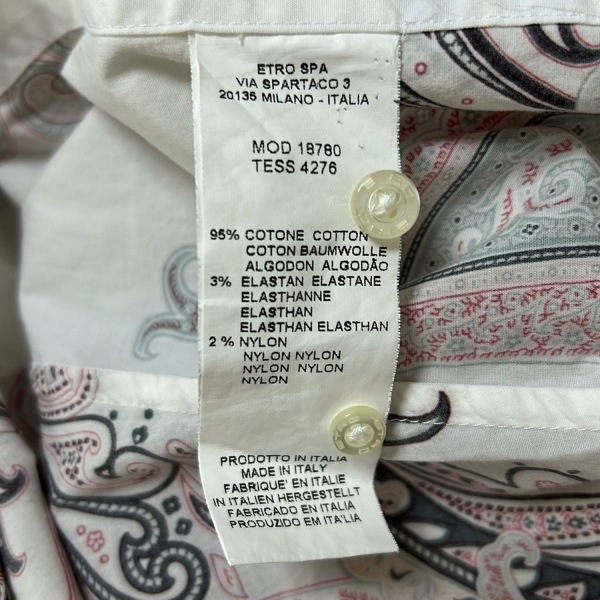 ETRO SPA
VIA SPARTACO 3
20135 MILANO - ITALIA
MOD 18780
TESS 4276
95% COTONE COTTON
COTON BAUMWOLLE
ALGODON ALGODÃO
3% ELASTAN ELASTANE
ELASTHANNE
ELASTHAN
ELASTHAN ELASTHAN
2 % NYLON
NYLON NYLON
NYLON NYLON
NYLON
PRODOTTO IN ITALIA
MADE IN ITALY
FABRIQUE' EN ITALIE
IN ITALIEN HERGESTELLT
FABRICADO EN ITALIA
PRODUZIDO EM ITA'LIA